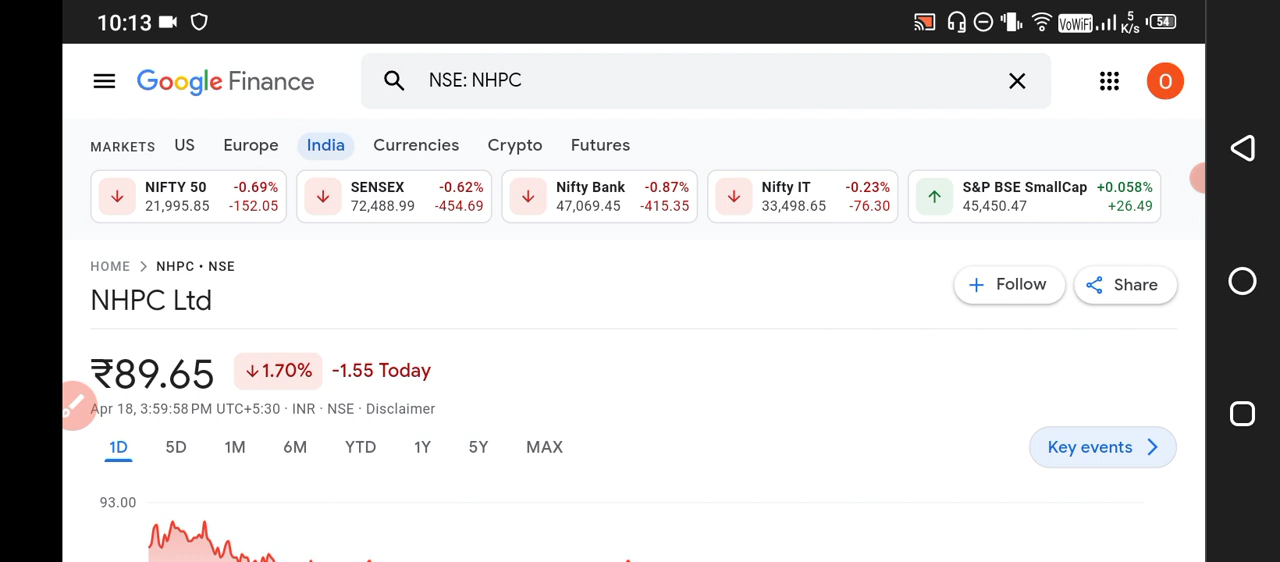 10:13 VoWiFi 5 K/s 54
Google Finance NSE: NHPC O
MARKETS US Europe India Currencies Crypto Futures
NIFTY 50 -0.69% SENSEX -0.62% Nifty Bank -0.87% Nifty IT -0.23% S&P BSE SmallCap +0.058%
21,995.85 -152.05 72,488.99 -454.69 47,069.45 -415.35 33,498.65 -76.30 45,450.47 +26.49
HOME > NHPC • NSE
NHPC Ltd Follow Share
₹89.65 1.70% -1.55 Today
Apr 18, 3:59:58 PM UTC+5:30 · INR · NSE · Disclaimer
1D 5D 1M 6M YTD 1Y 5Y MAX Key events
93.00